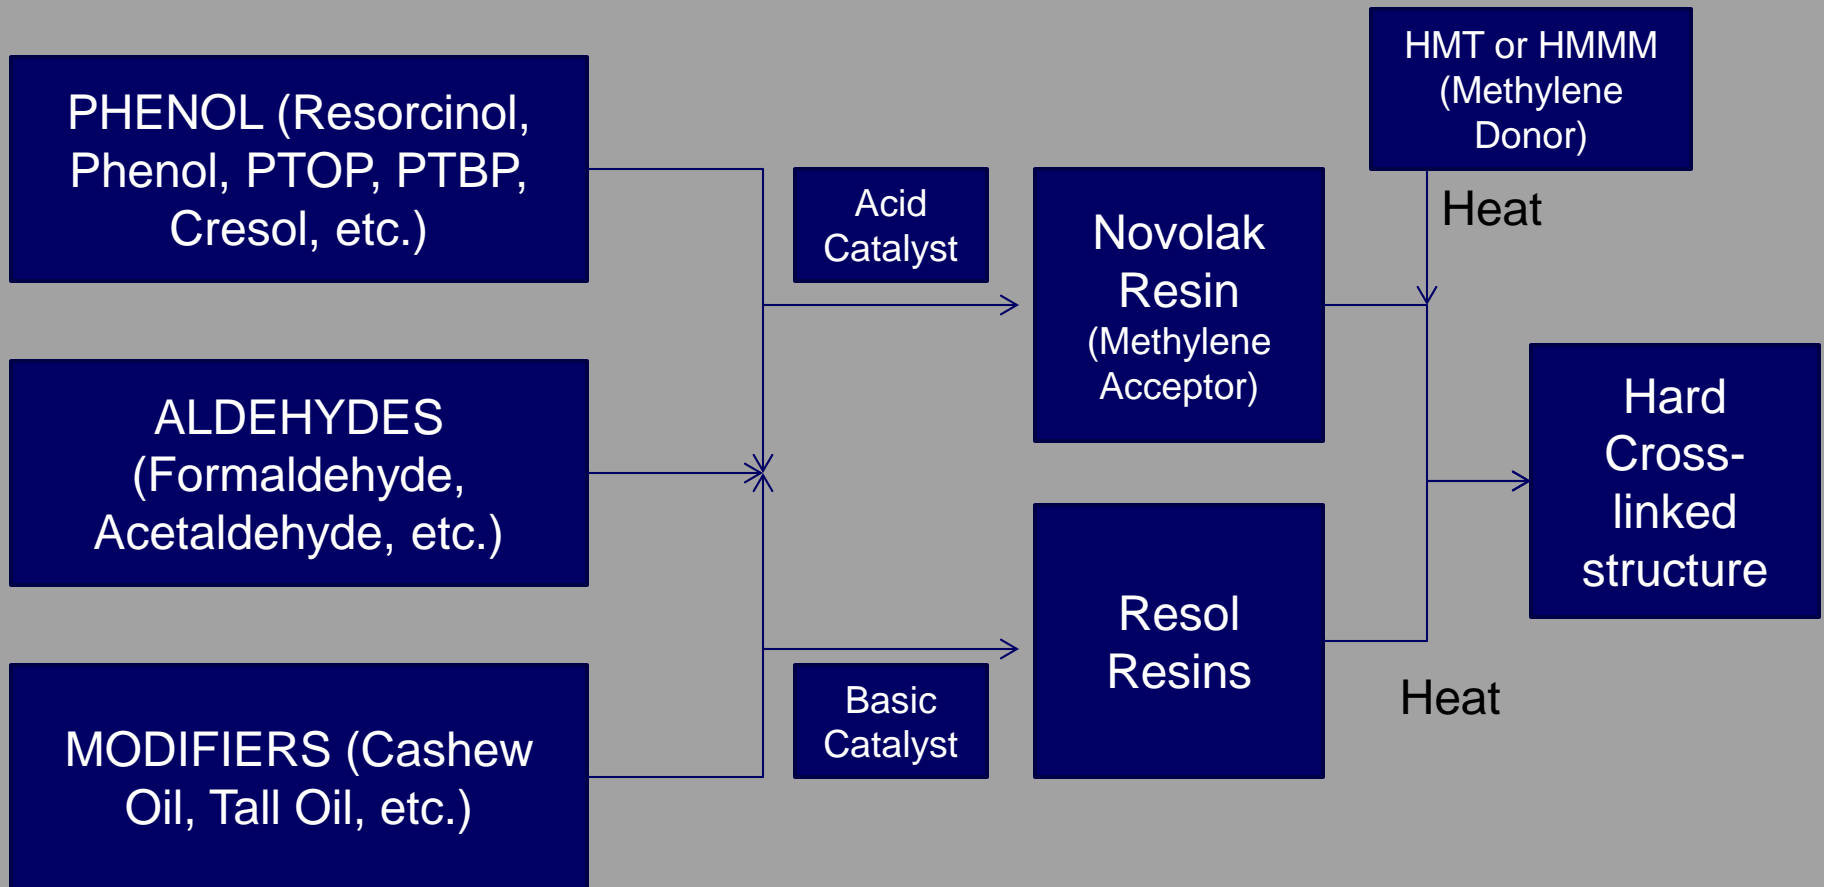 PHENOL (Resorcinol,
Phenol, PTOP, PTBP,
Cresol, etc.)
ALDEHYDES
(Formaldehyde,
Acetaldehyde, etc.)
MODIFIERS (Cashew
Oil, Tall Oil, etc.)
Acid
Catalyst
Basic
Catalyst
Novolak
Resin
(Methylene
Acceptor)
Resol
Resins
HMT or HMMM
(Methylene
Donor)
Heat
Heat
Hard
Cross-
linked
structure